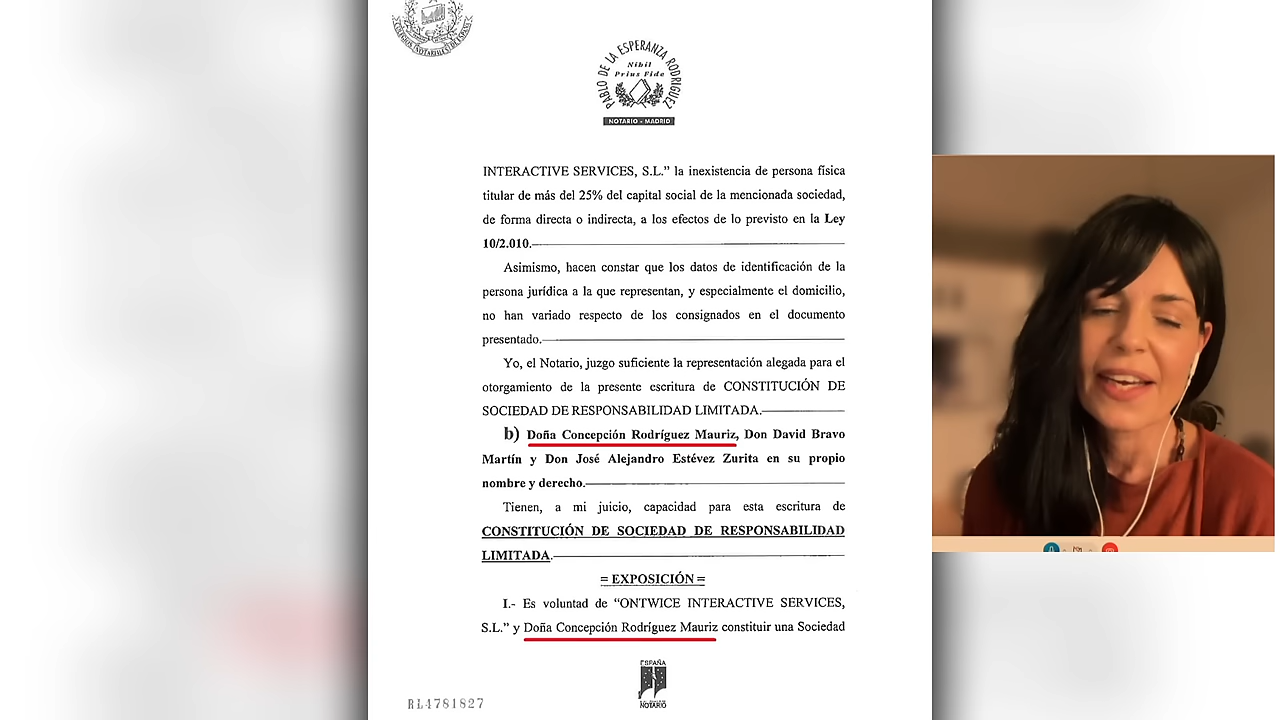 COLEGIOS NOTARIALES DE ESPAÑA
PABLO DE LA ESPERANZA RODRIGUEZ
Nihil
Prius Fide
NOTARIO - MADRID
INTERACTIVE SERVICES, S.L.” la inexistencia de persona física
titular de más del 25% del capital social de la mencionada sociedad,
de forma directa o indirecta, a los efectos de lo previsto en la Ley
10/2.010.
Asimismo, hacen constar que los datos de identificación de la
persona jurídica a la que representan, y especialmente el domicilio,
no han variado respecto de los consignados en el documento
presentado.
Yo, el Notario, juzgo suficiente la representación alegada para el
otorgamiento de la presente escritura de CONSTITUCIÓN DE
SOCIEDAD DE RESPONSABILIDAD LIMITADA.
b) Doña Concepción Rodríguez Mauriz, Don David Bravo
Martín y Don José Alejandro Estévez Zurita en su propio
nombre y derecho.
Tienen, a mi juicio, capacidad para esta escritura de
CONSTITUCIÓN DE SOCIEDAD DE RESPONSABILIDAD
LIMITADA.
= EXPOSICIÓN =
I.- Es voluntad de “ONTWICE INTERACTIVE SERVICES,
S.L.” y Doña Concepción Rodríguez Mauriz constituir una Sociedad
ESPAÑA
NOTARIO
RL4781827